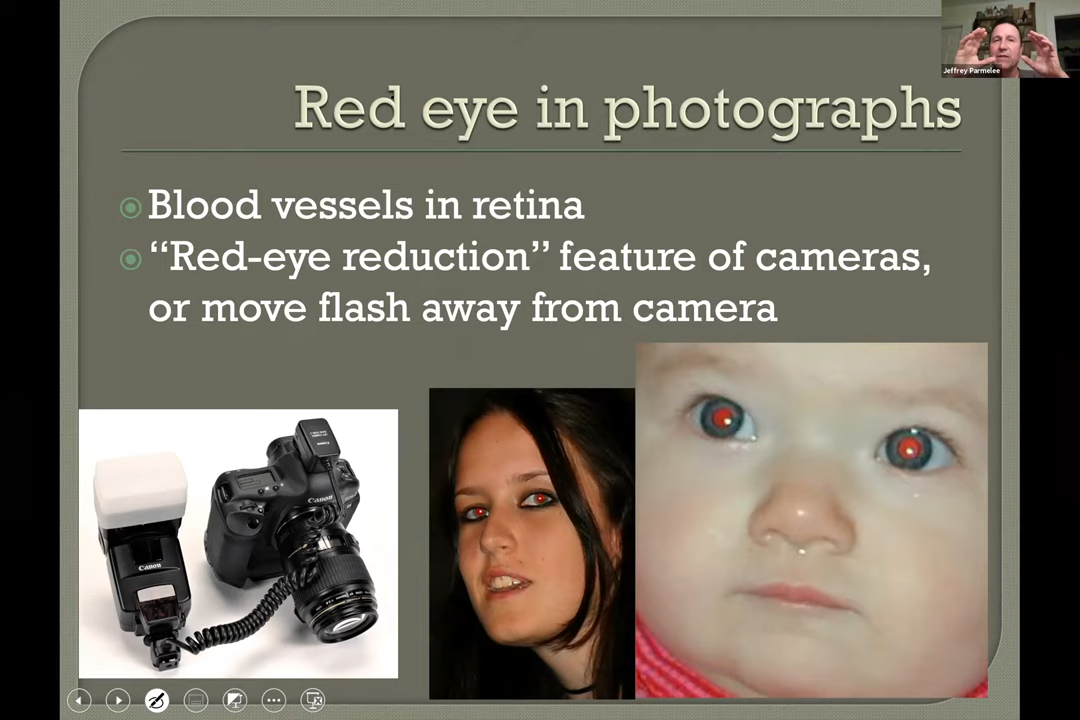 Jeffrey Parmelee
Red eye in photographs
Blood vessels in retina
“Red-eye reduction” feature of cameras,
or move flash away from camera
Canon
Canon